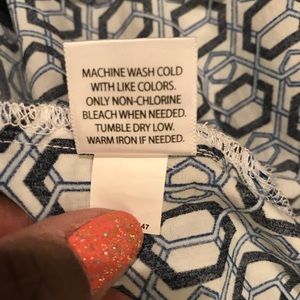 MACHINE WASH COLD
WITH LIKE COLORS.
ONLY NON-CHLORINE
BLEACH WHEN NEEDED.
TUMBLE DRY LOW.
WARM IRON IF NEEDED.
47